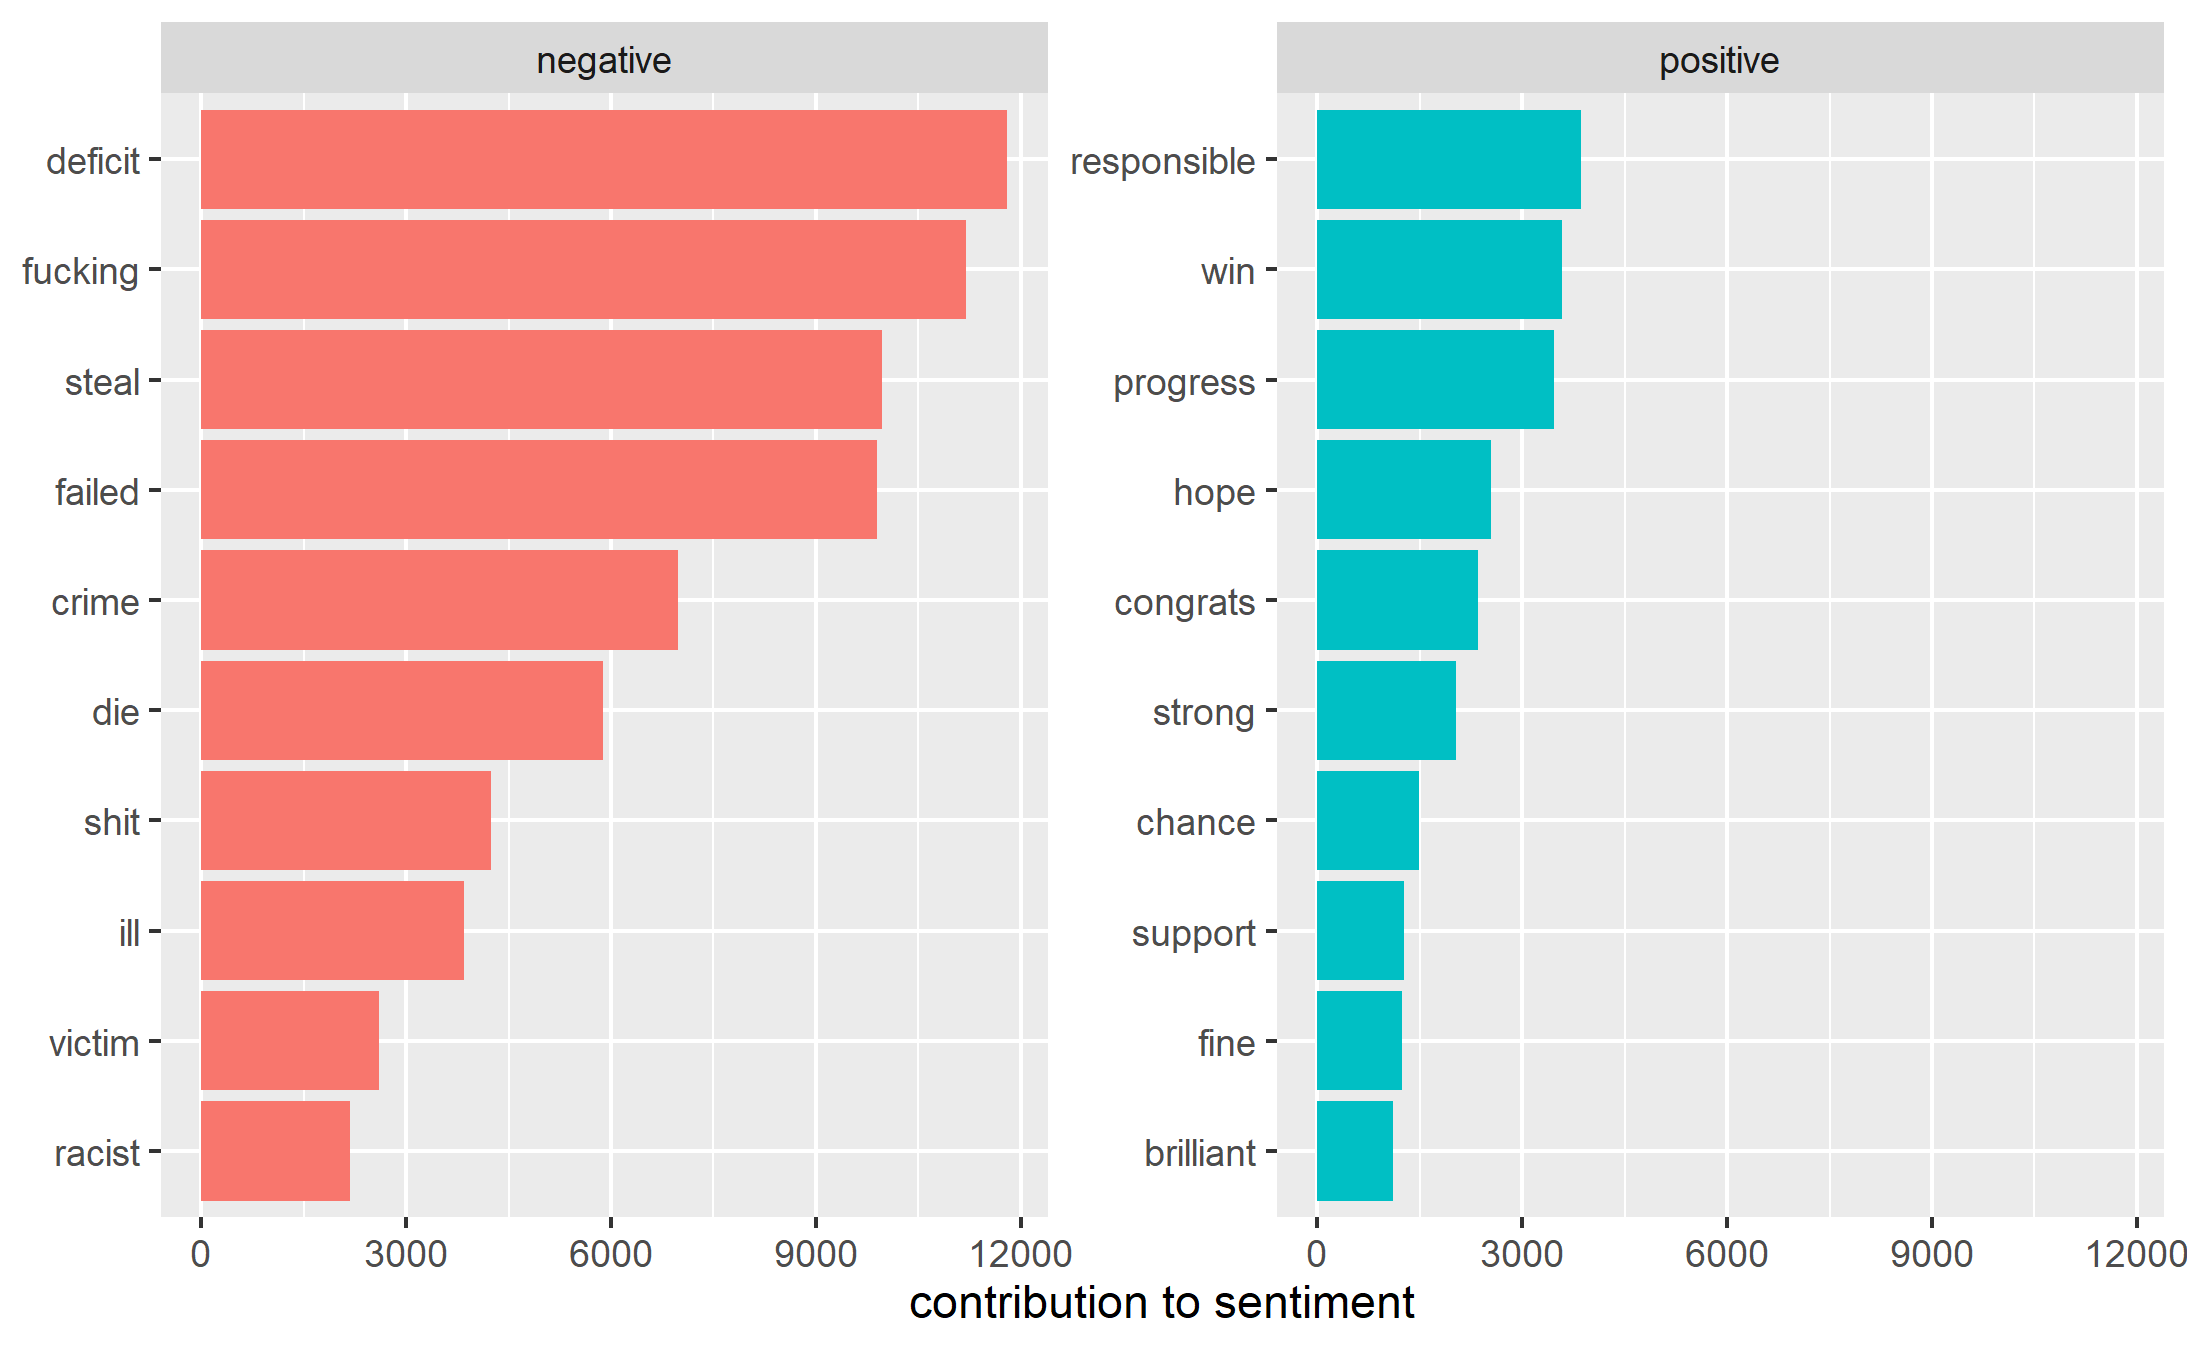 negative
deficit
fucking
steal
failed
crime
die
shit
ill
victim
racist
0 3000 6000 9000 12000
positive
responsible
win
progress
hope
congrats
strong
chance
support
fine
brilliant
0 3000 6000 9000 12000
contribution to sentiment